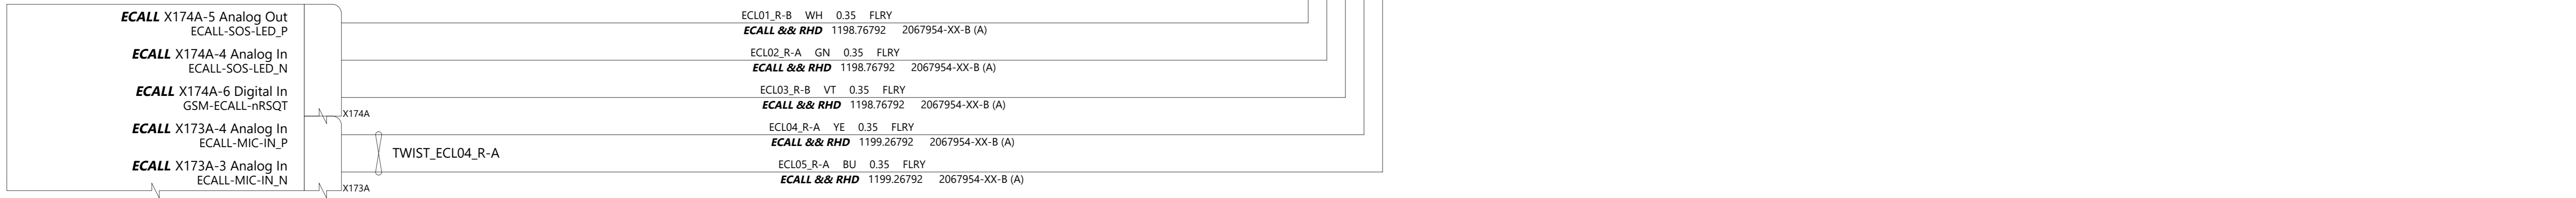 ECALL X174A-5 Analog Out
ECALL-SOS-LED_P
ECL01_R-B WH 0.35 FLRY
ECALL && RHD 1198.76792 2067954-XX-B (A)
ECALL X174A-4 Analog In
ECALL-SOS-LED_N
ECL02_R-A GN 0.35 FLRY
ECALL && RHD 1198.76792 2067954-XX-B (A)
ECALL X174A-6 Digital In
GSM-ECALL-nRSQT
ECL03_R-B VT 0.35 FLRY
ECALL && RHD 1198.76792 2067954-XX-B (A)
X174A
ECALL X173A-4 Analog In
ECALL-MIC-IN_P
ECL04_R-A YE 0.35 FLRY
ECALL && RHD 1199.26792 2067954-XX-B (A)
TWIST_ECL04_R-A
ECALL X173A-3 Analog In
ECALL-MIC-IN_N
ECL05_R-A BU 0.35 FLRY
ECALL && RHD 1199.26792 2067954-XX-B (A)
X173A